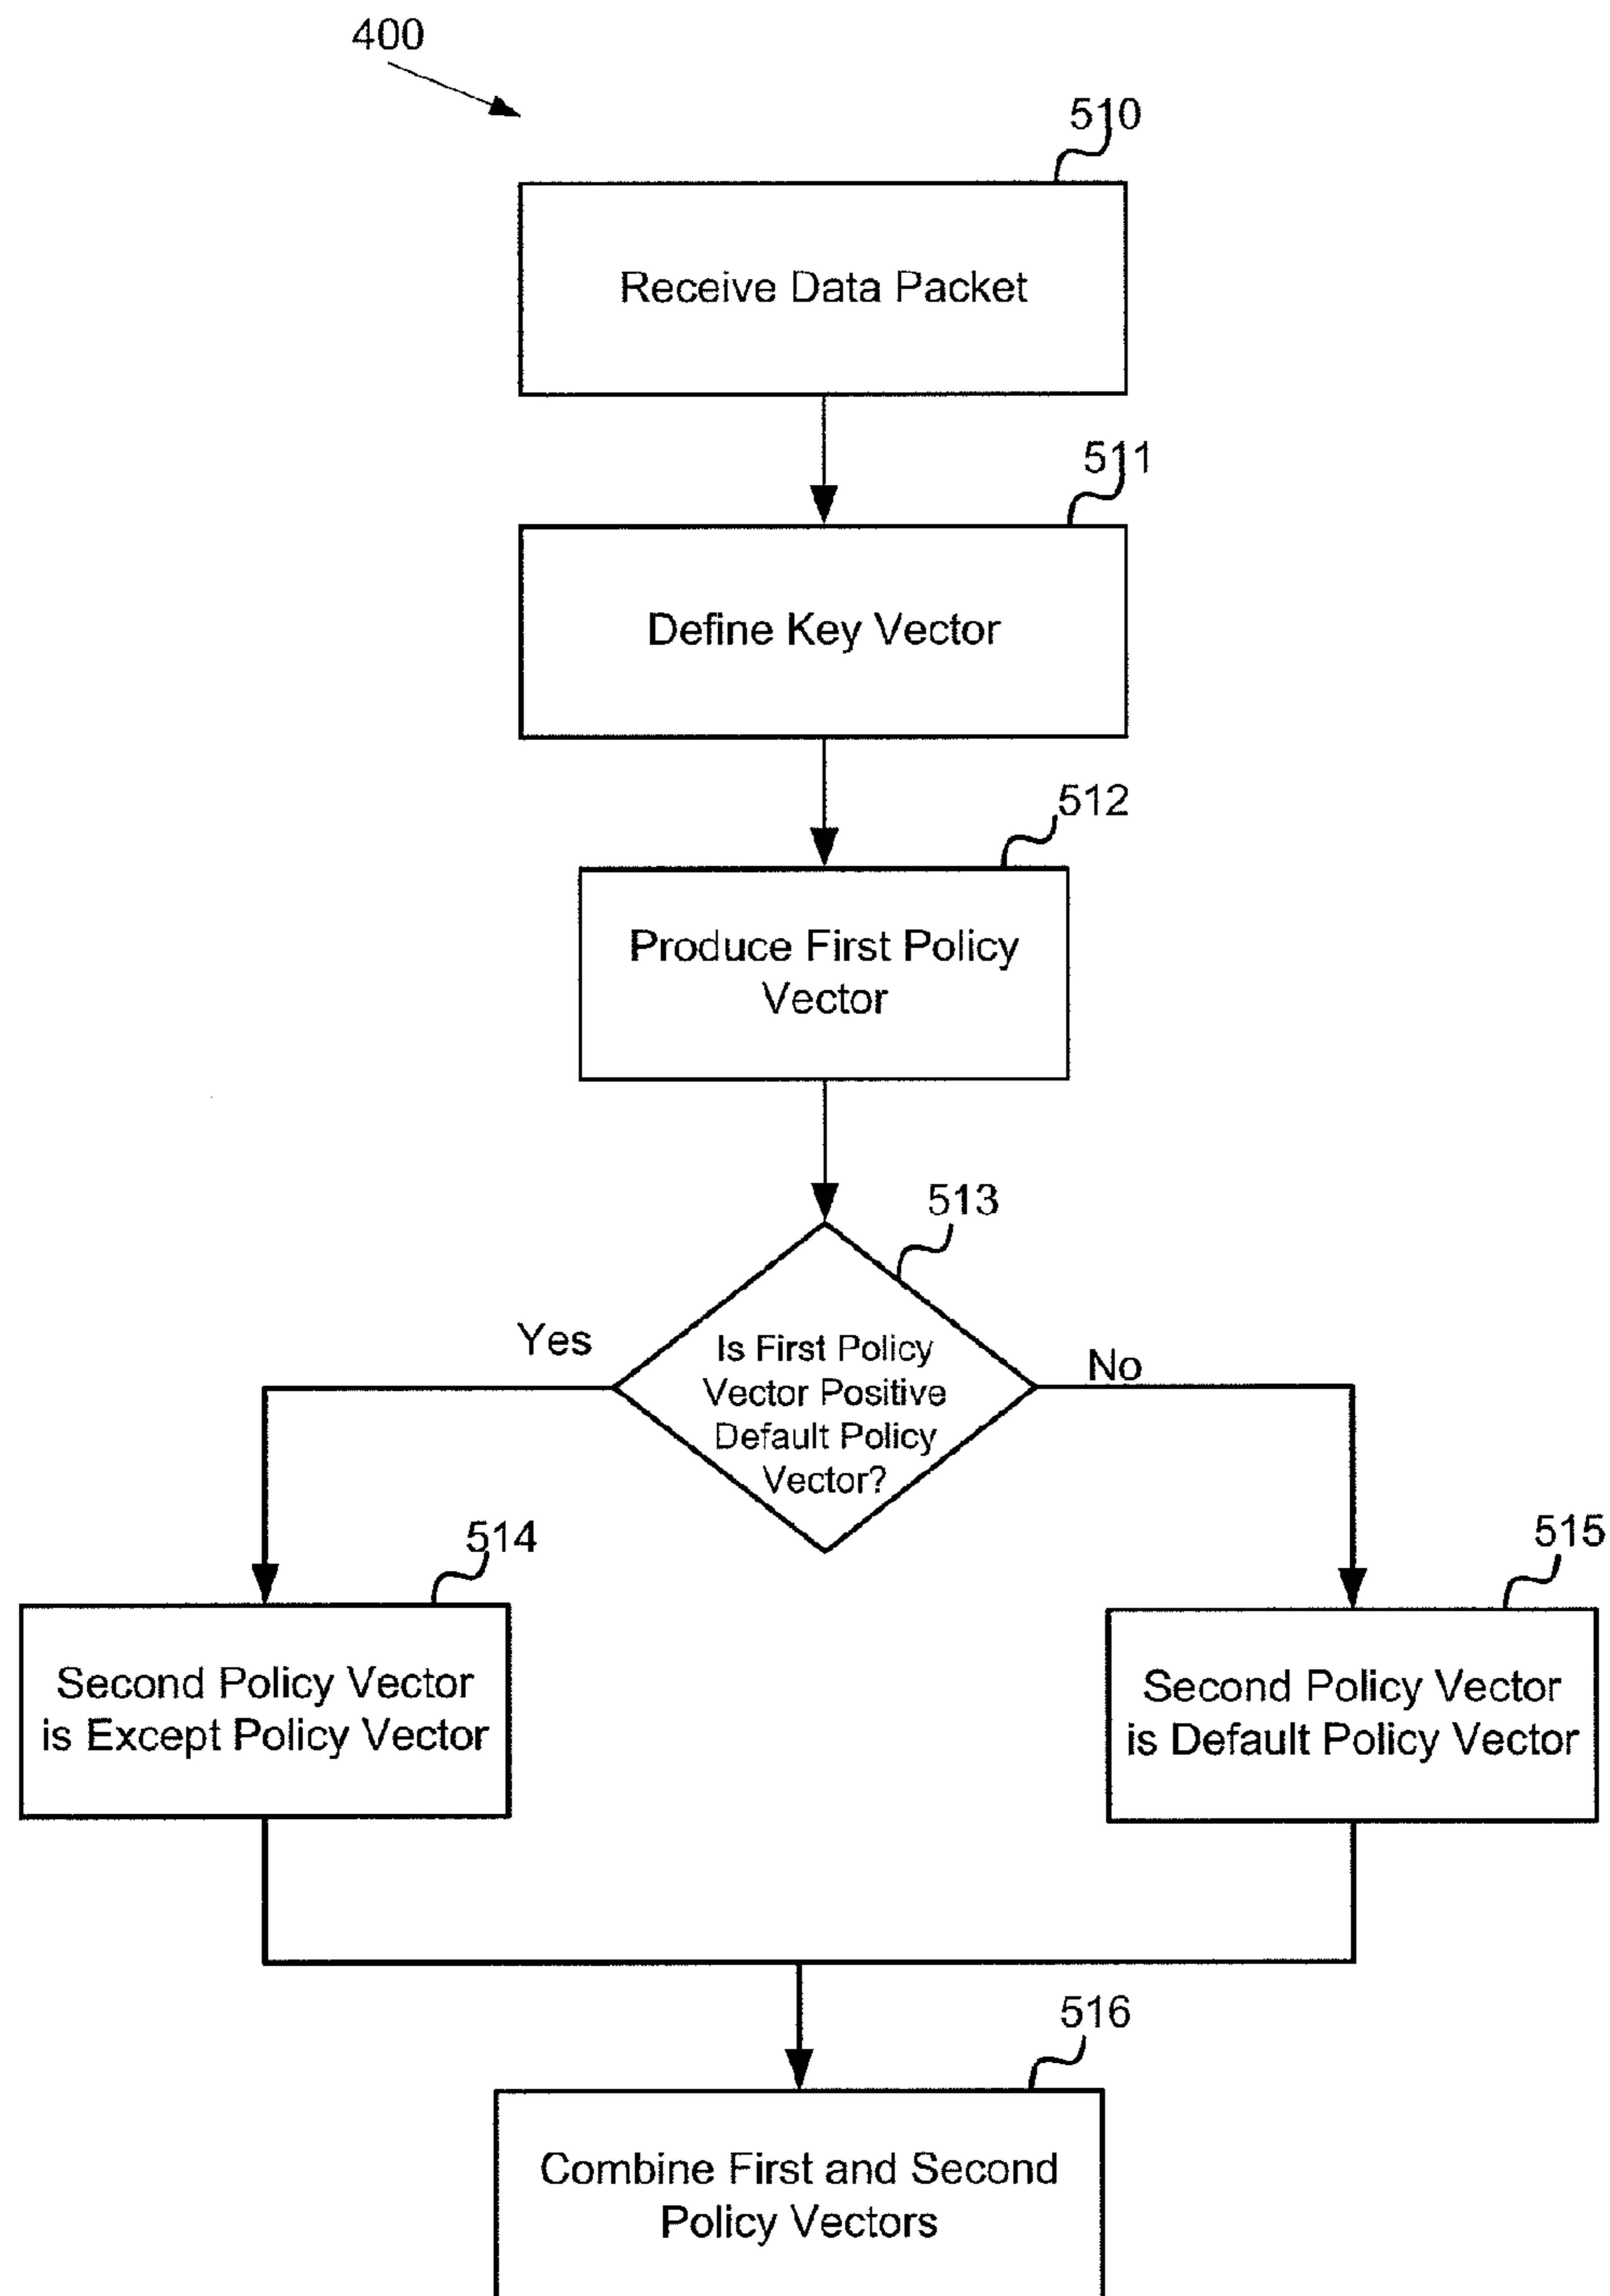 400
510
Receive Data Packet
511
Define Key Vector
512
Produce First Policy
Vector
513
Yes
Is First Policy
Vector Positive
Default Policy
Vector?
No
514
Second Policy Vector
is Except Policy Vector
515
Second Policy Vector
is Default Policy Vector
516
Combine First and Second
Policy Vectors